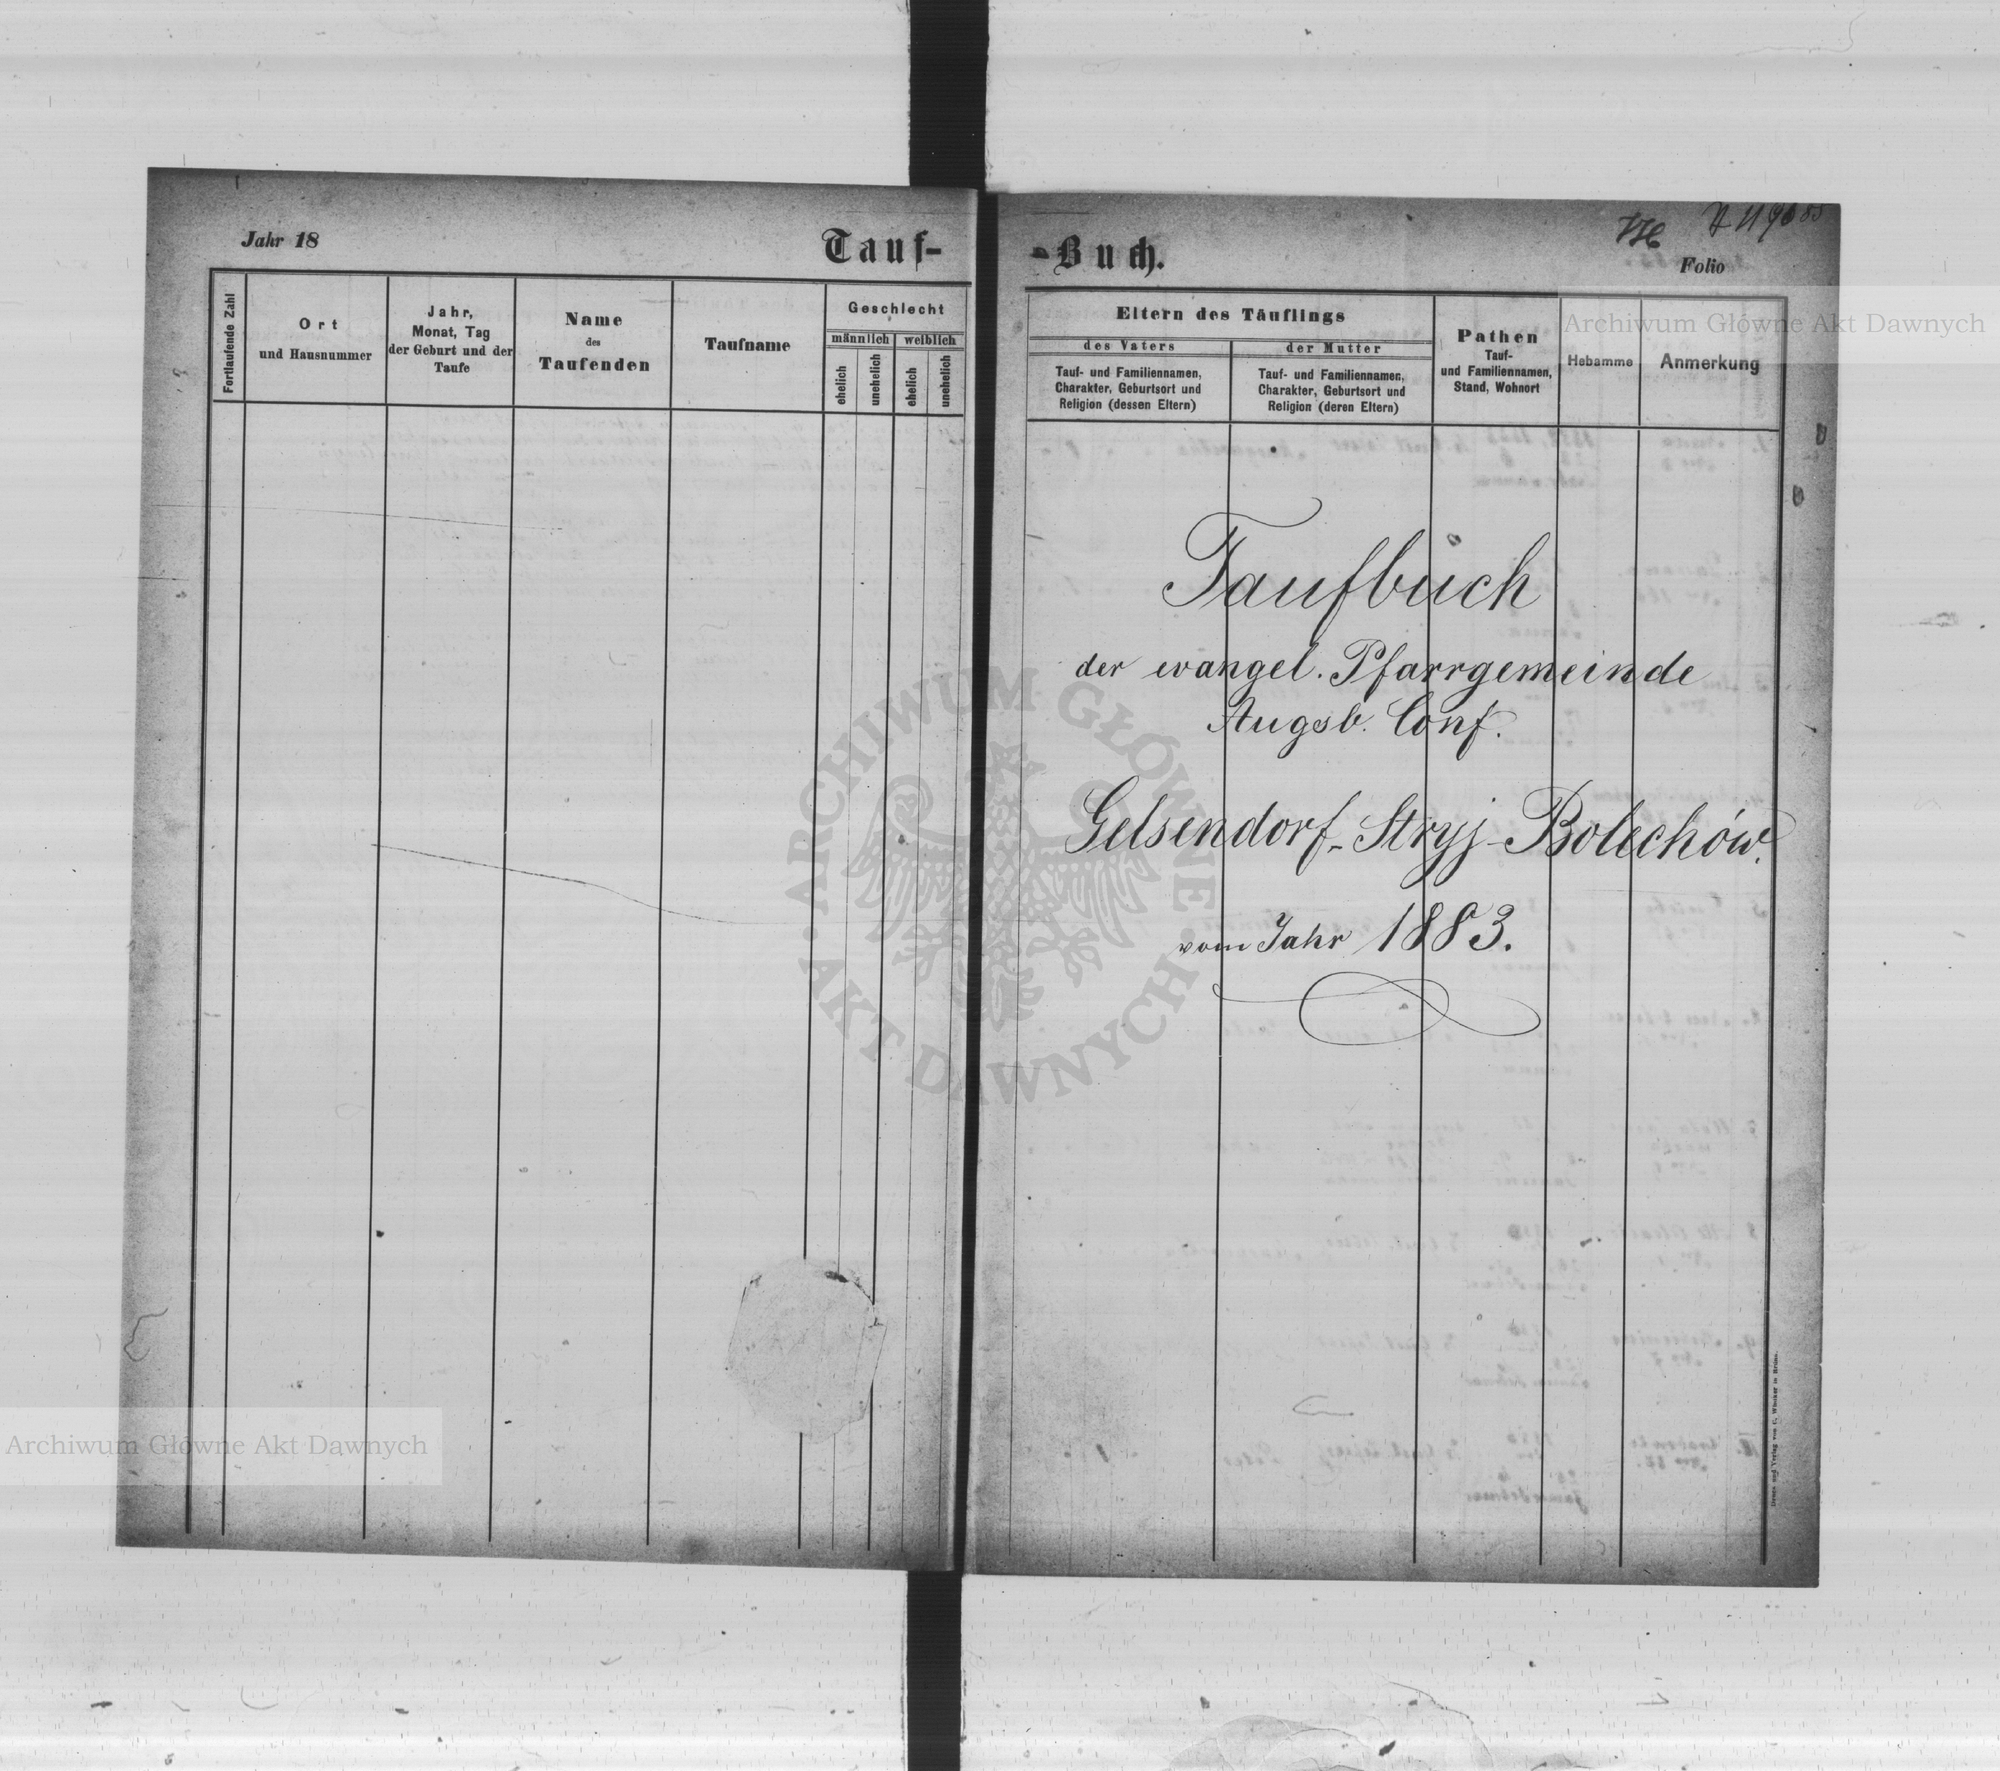 Jahr 18
Tauf-
-Buch.
Folio
Fortlaufende Zahl
Ort
und Hausnummer
Jahr,
Monat, Tag
der Geburt und der
Taufe
Name
des
Taufenden
Taufname
Geschlecht
männlich
weiblich
ehelich
unehelich
ehelich
unehelich
Eltern des Täuflings
des Vaters
Tauf- und Familiennamen,
Charakter, Geburtsort und
Religion (dessen Eltern)
der Mutter
Tauf- und Familiennamen,
Charakter, Geburtsort und
Religion (deren Eltern)
Pathen
Tauf-
und Familiennamen,
Stand, Wohnort
Hebamme
Anmerkung
Taufbuch
der evangel. Pfarrgemeinde
Augsb. Conf.
Gelsendorf-Stryj-Bolechów.
vom Jahr 1883.
Archiwum Główne Akt Dawnych
ARCHIWUM GŁÓWNE
AKT DAWNYCH
Archiwum Główne Akt Dawnych